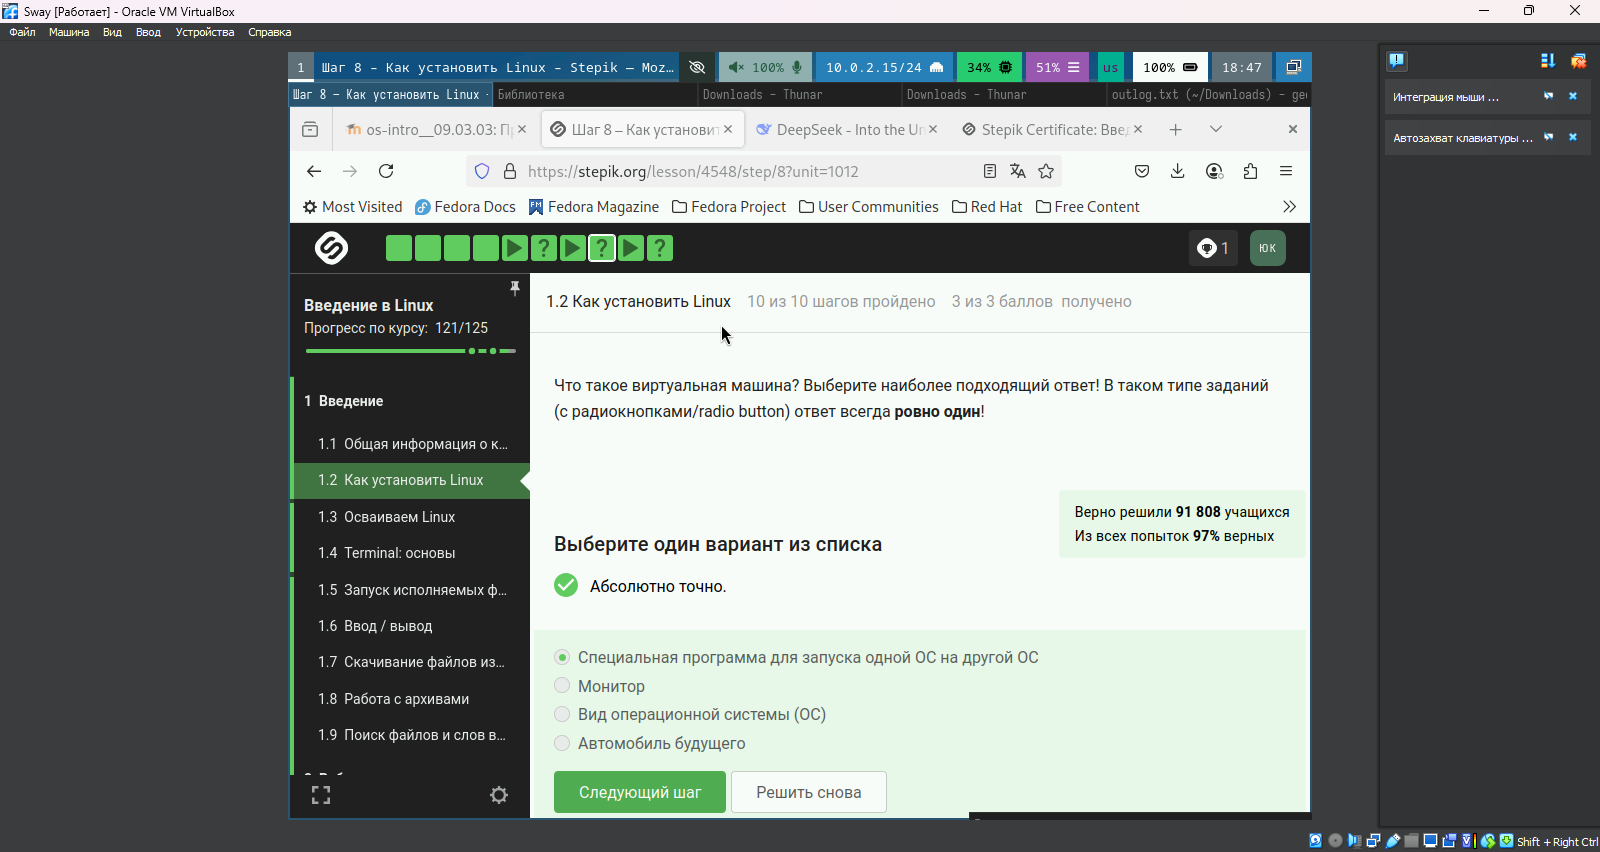 Sway [Работает] - Oracle VM VirtualBox
Файл Машина Вид Ввод Устройства Справка
1 Шаг 8 - Как установить Linux - Stepik — Moz… 100% 10.0.2.15/24 34% 51% us 100% 18:47
Шаг 8 - Как установить Linux - Библиотека Downloads - Thunar Downloads - Thunar outlog.txt (~/Downloads) -
os-intro__09.03.03: Stepik Certificate:
Шаг 8 – Как установит
DeepSeek - Into the
https://stepik.org/lesson/4548/step/8?unit=1012
Most Visited Fedora Docs Fedora Magazine Fedora Project User Communities Red Hat Free Content
1 ЮК
Введение в Linux
Прогресс по курсу: 121/125
1 Введение
1.1 Общая информация о к...
1.2 Как установить Linux
1.3 Осваиваем Linux
1.4 Terminal: основы
1.5 Запуск исполняемых ф...
1.6 Ввод / вывод
1.7 Скачивание файлов из...
1.8 Работа с архивами
1.9 Поиск файлов и слов в...
1.2 Как установить Linux 10 из 10 шагов пройдено 3 из 3 баллов получено
Что такое виртуальная машина? Выберите наиболее подходящий ответ! В таком типе заданий
(с радиокнопками/radio button) ответ всегда ровно один!
Верно решили 91 808 учащихся
Из всех попыток 97% верных
Выберите один вариант из списка
Абсолютно точно.
Специальная программа для запуска одной ОС на другой ОС
Монитор
Вид операционной системы (ОС)
Автомобиль будущего
Следующий шаг Решить снова
Интеграция мыши ...
Автозахват клавиатуры ...
Shift + Right Ctrl